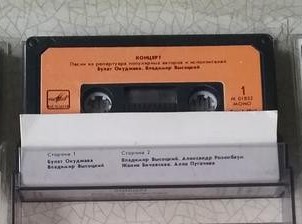 КОНЦЕРТ
Песни из репертуара популярных авторов и исполнителей.
Булат Окуджава, Владимир Высоцкий
1
МОНО
Сторона 1
Булат Окуджава
Владимир Высоцкий
Сторона 2
Владимир Высоцкий, Александр Розенбаум
Жанна Бичевская, Алла Пугачева